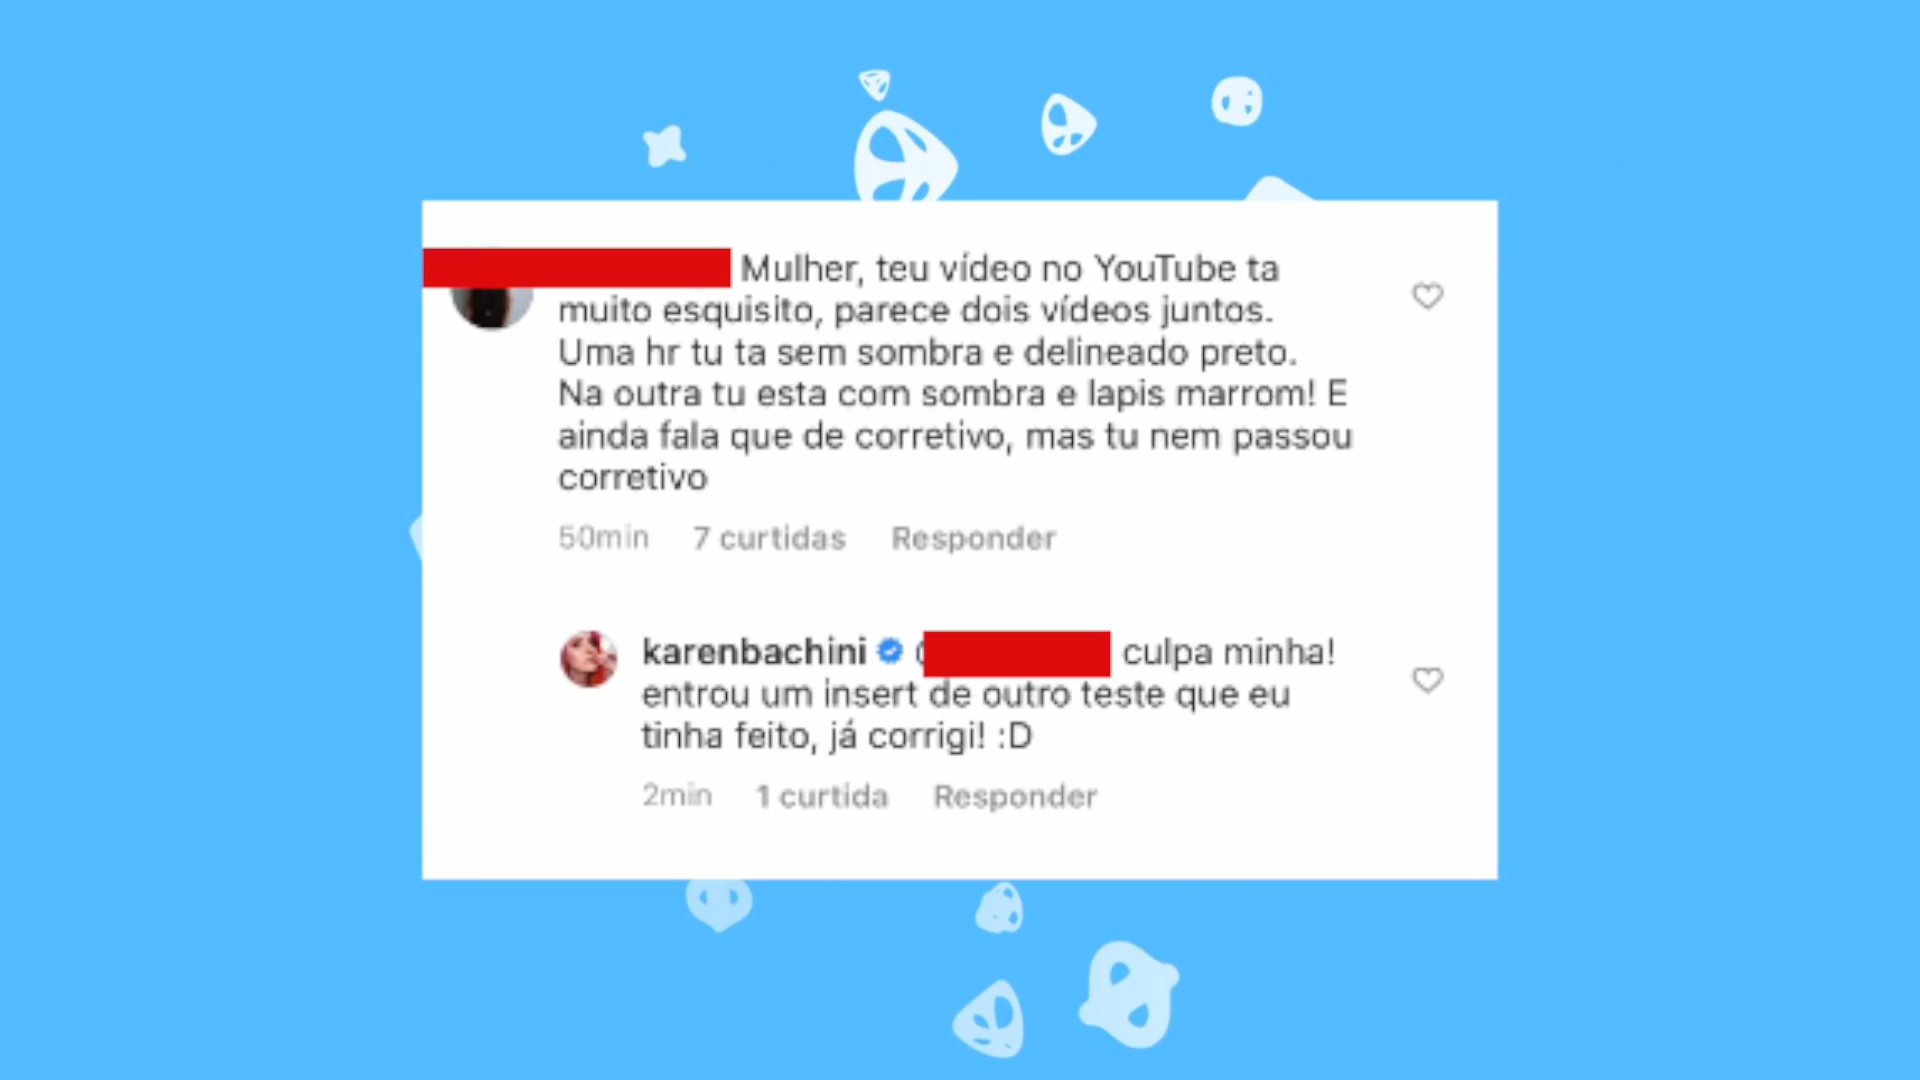 Mulher, teu vídeo no YouTube ta
muito esquisito, parece dois vídeos juntos.
Uma hr tu ta sem sombra e delineado preto.
Na outra tu esta com sombra e lapis marrom! E
ainda fala que de corretivo, mas tu nem passou
corretivo
50min 7 curtidas Responder
karenbachini culpa minha!
entrou um insert de outro teste que eu
tinha feito, já corrigi! :D
2min 1 curtida Responder